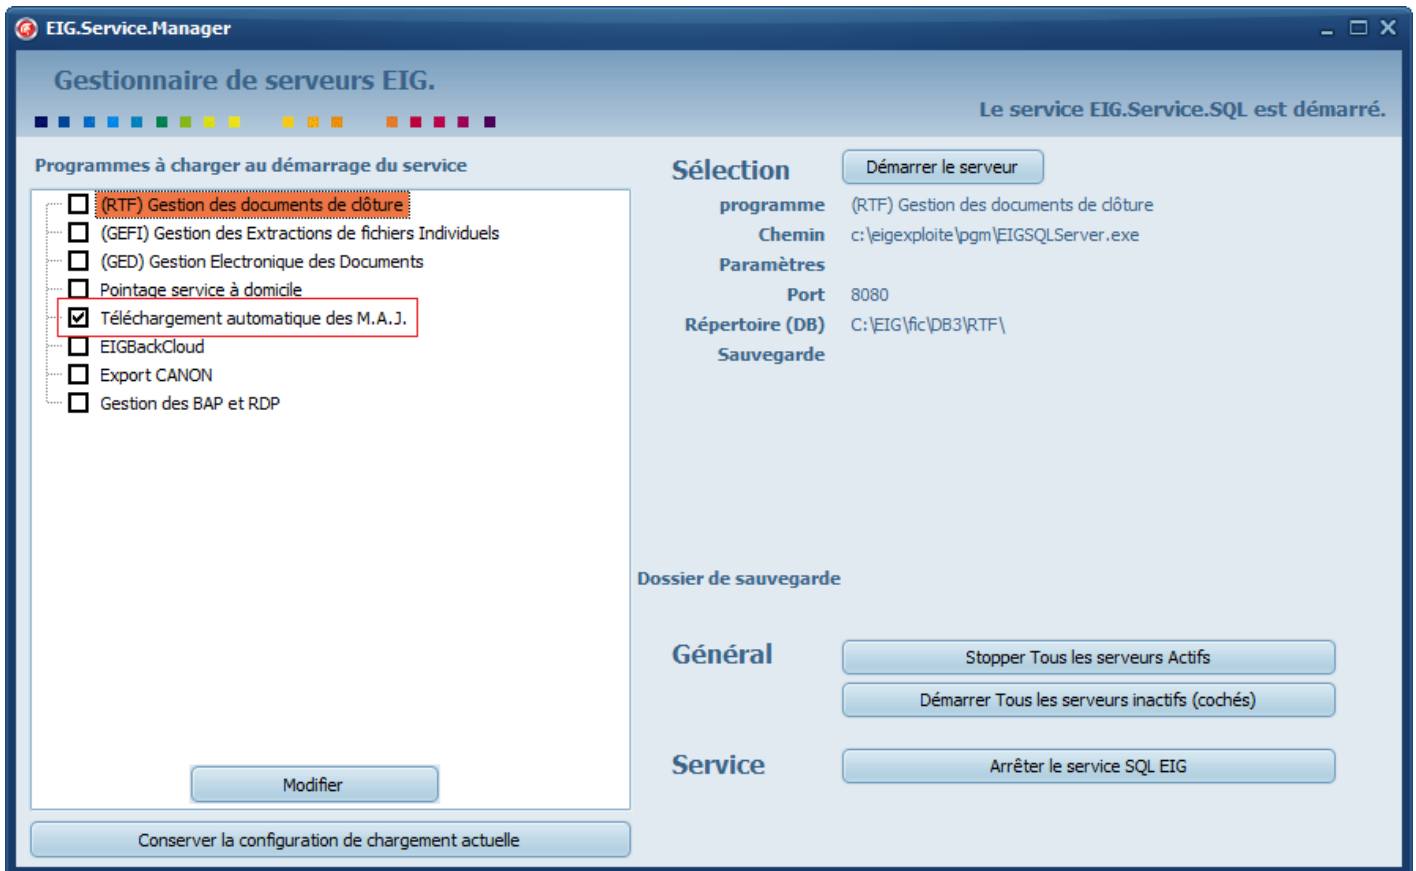 EIG.Service.Manager
Gestionnaire de serveurs EIG.
Le service EIG.Service.SQL est démarré.
Programmes à charger au démarrage du service
(RTF) Gestion des documents de clôture
(GEFI) Gestion des Extractions de fichiers Individuels
(GED) Gestion Electronique des Documents
Pointage service à domicile
Téléchargement automatique des M.A.J.
EIGBackCloud
Export CANON
Gestion des BAP et RDP
Modifier
Conserver la configuration de chargement actuelle
Sélection Démarrer le serveur
programme (RTF) Gestion des documents de clôture
Chemin c:\eigexploite\pgm\EIGSQLServer.exe
Paramètres
Port 8080
Répertoire (DB) C:\EIG\fic\DB3\RTF\
Sauvegarde
Dossier de sauvegarde
Général Stopper Tous les serveurs Actifs
Démarrer Tous les serveurs inactifs (cochés)
Service Arrêter le service SQL EIG